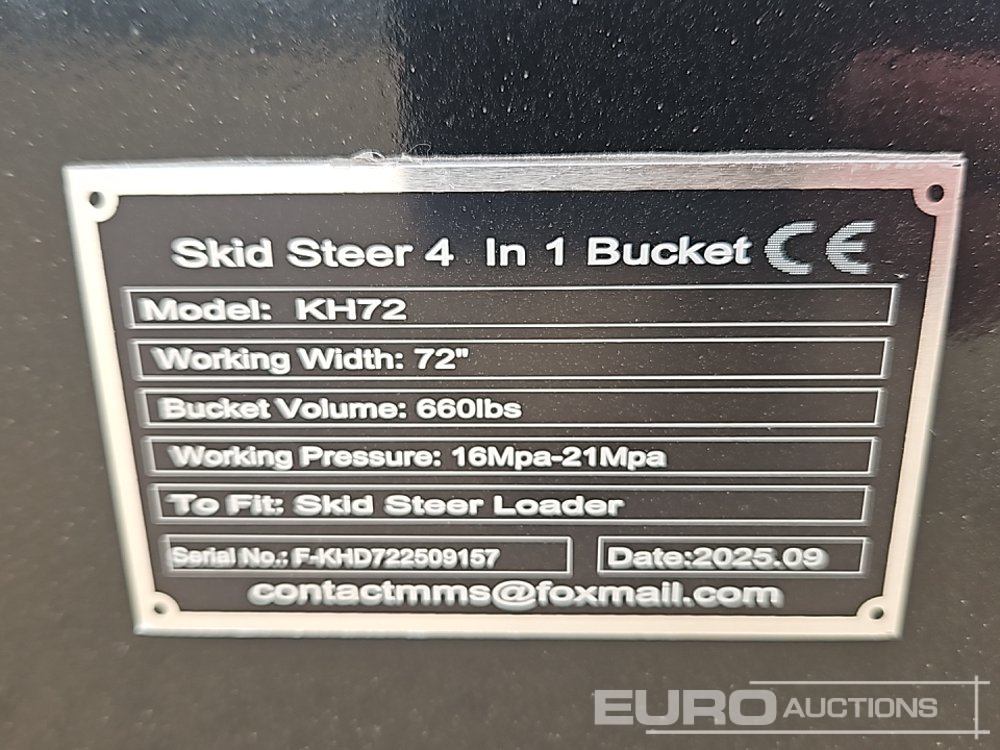 Skid Steer 4 In 1 Bucket CE
Model: KH72
Working Width: 72"
Bucket Volume: 660lbs
Working Pressure: 16Mpa-21Mpa
To Fit: Skid Steer Loader
Serial No.: F-KHD722509157 Date:2025.09
contactmms@foxmail.com
EURO AUCTIONS